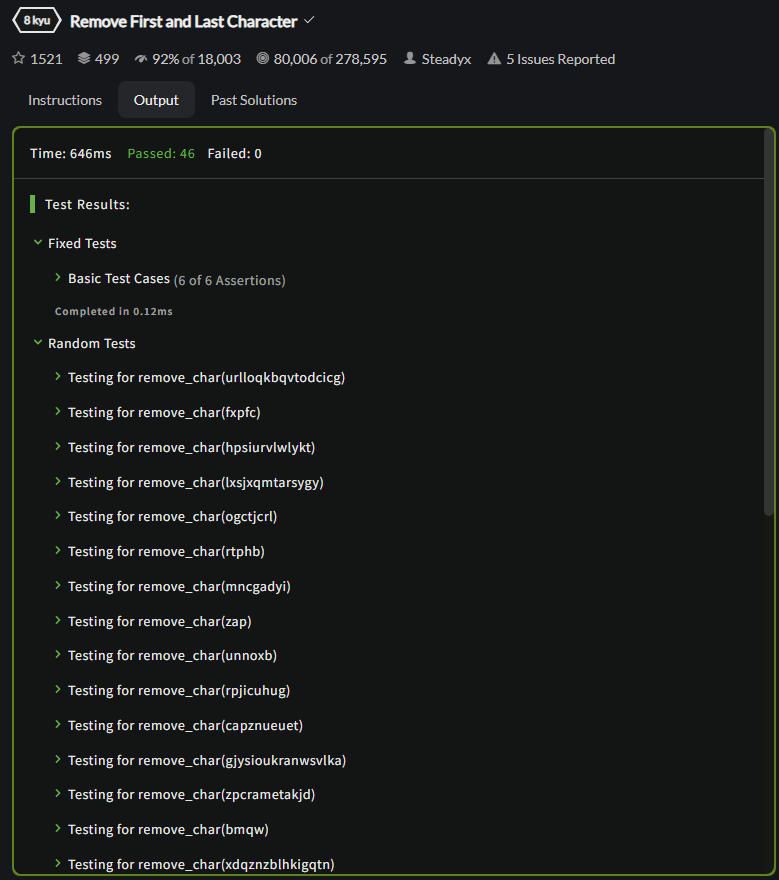 8 kyu Remove First and Last Character
1521 499 92% of 18,003 80,006 of 278,595 Steadyx 5 Issues Reported
Instructions Output Past Solutions
Time: 646ms Passed: 46 Failed: 0
Test Results:
Fixed Tests
Basic Test Cases (6 of 6 Assertions)
Completed in 0.12ms
Random Tests
Testing for remove_char(urlloqkbqvtodcicg)
Testing for remove_char(fxpfc)
Testing for remove_char(hpsiurvlwlykt)
Testing for remove_char(lxsjxqmtarsygy)
Testing for remove_char(ogctjcrl)
Testing for remove_char(rtphb)
Testing for remove_char(mncgadyi)
Testing for remove_char(zap)
Testing for remove_char(unnoxb)
Testing for remove_char(rpjicuhug)
Testing for remove_char(capznueuet)
Testing for remove_char(gjysioukranwsvlka)
Testing for remove_char(zpcrametakjd)
Testing for remove_char(bmqw)
Testing for remove_char(xdqznzblhkigqtn)